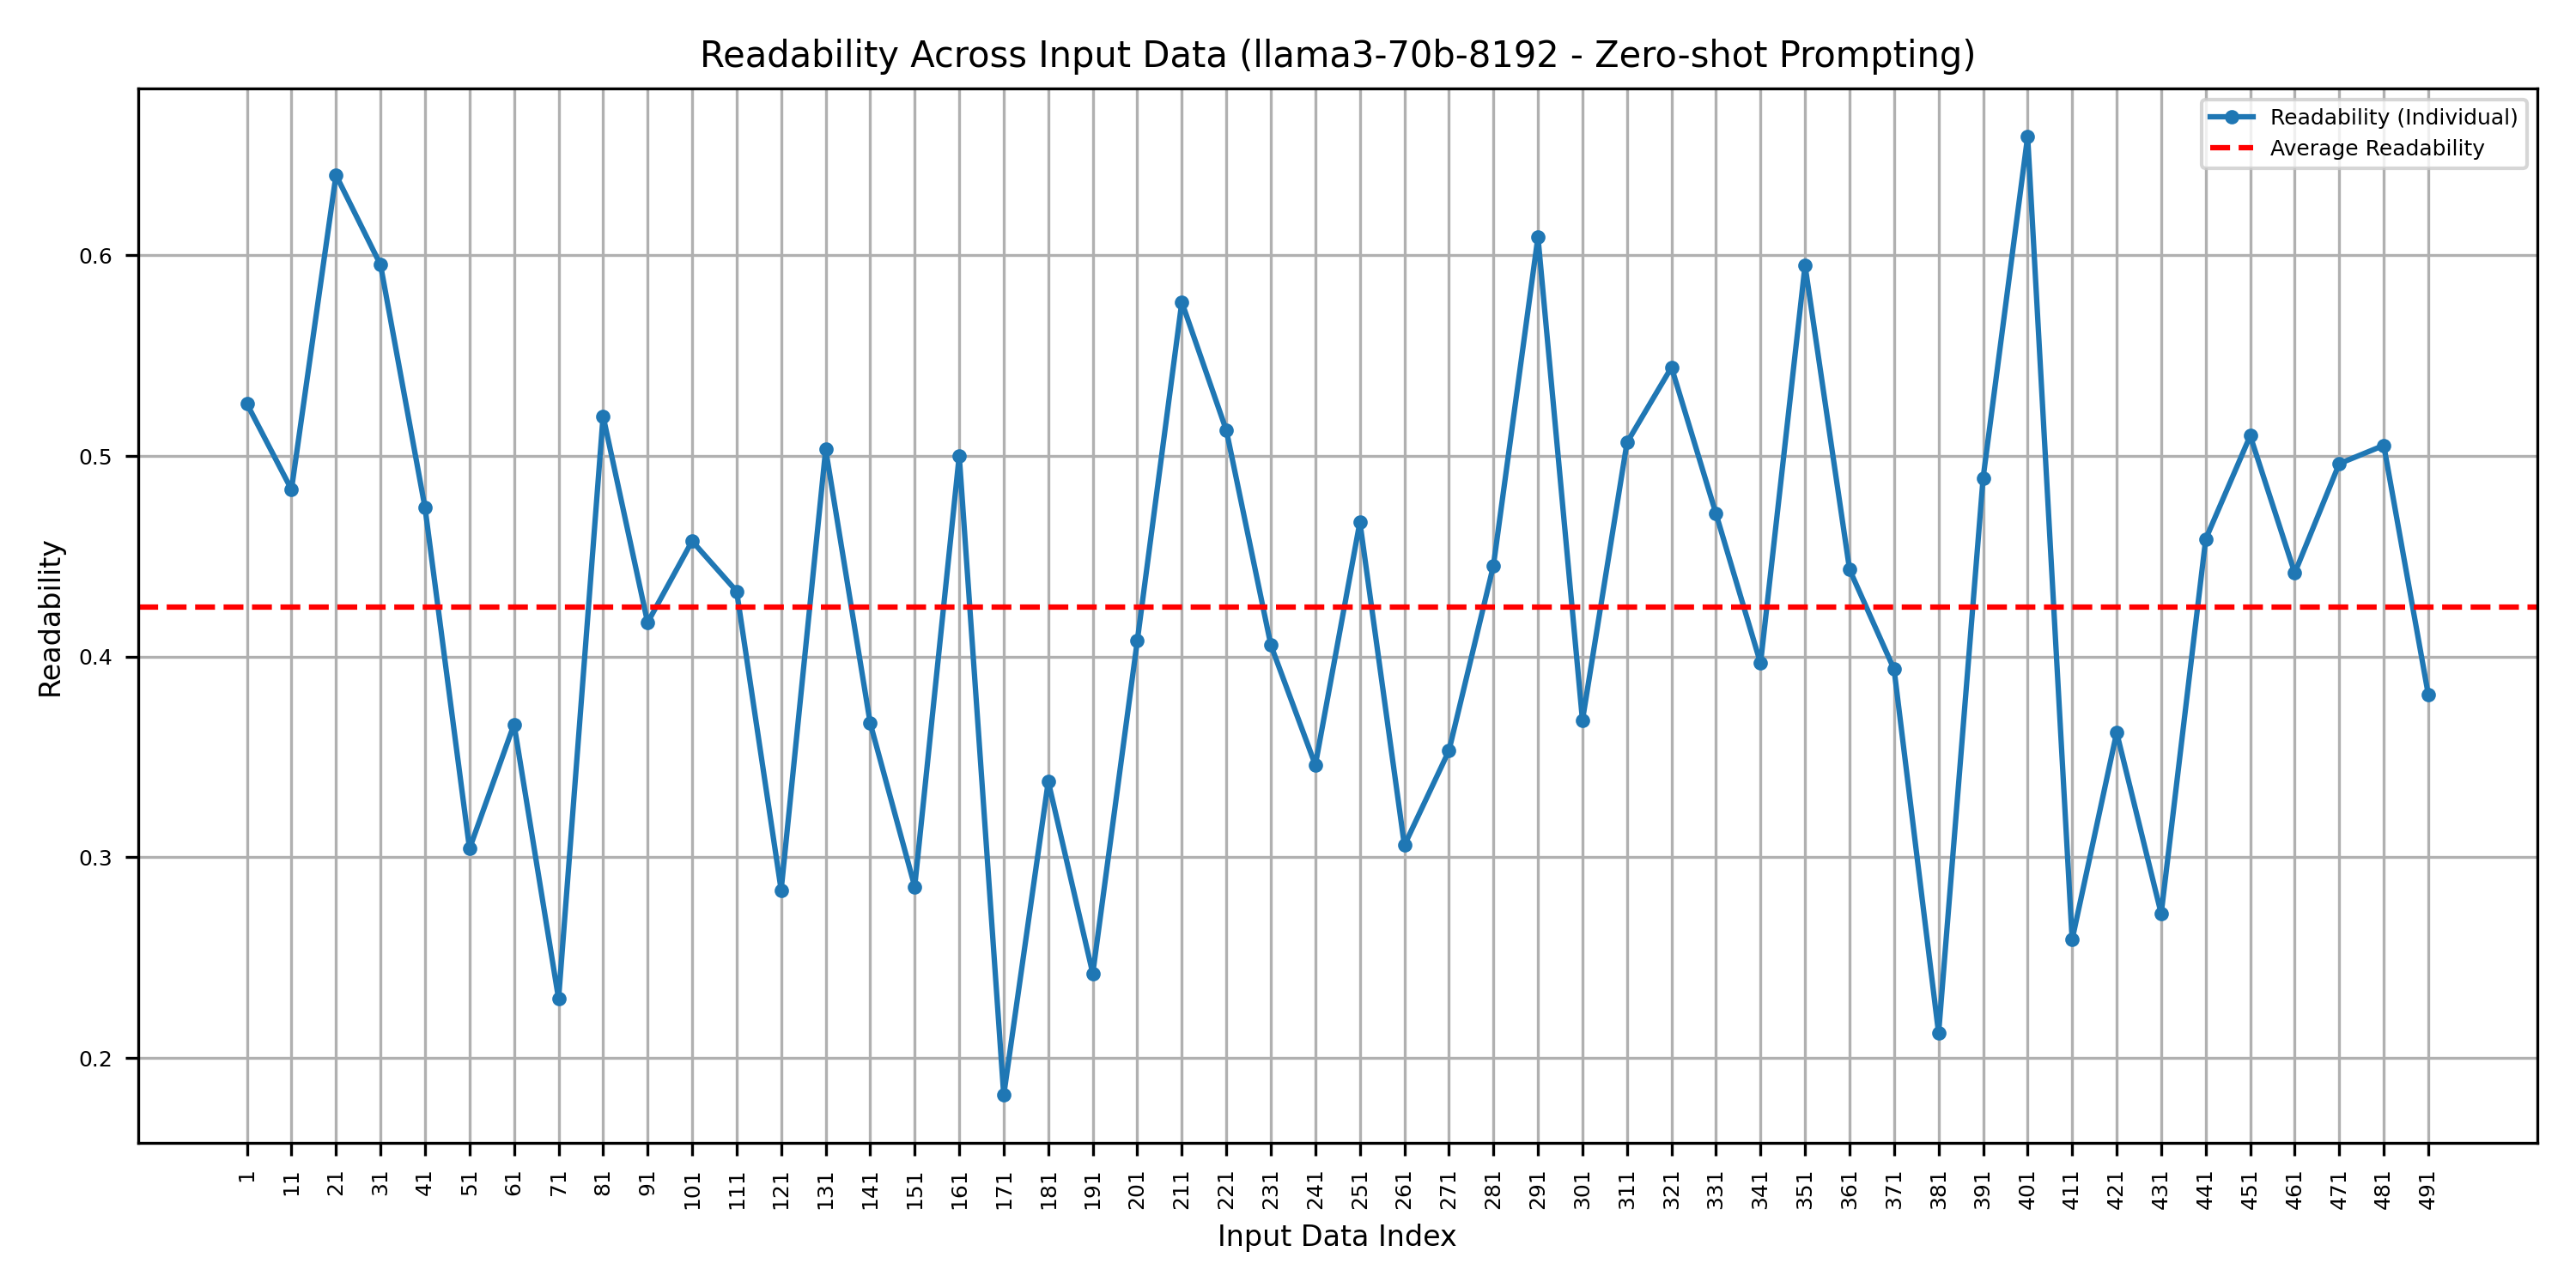 Readability Across Input Data (llama3-70b-8192 - Zero-shot Prompting)
Readability (Individual)
Average Readability
Readability
0.6
0.5
0.4
0.3
0.2
1 11 21 31 41 51 61 71 81 91 101 111 121 131 141 151 161 171 181 191 201 211 221 231 241 251 261 271 281 291 301 311 321 331 341 351 361 371 381 391 401 411 421 431 441 451 461 471 481 491
Input Data Index